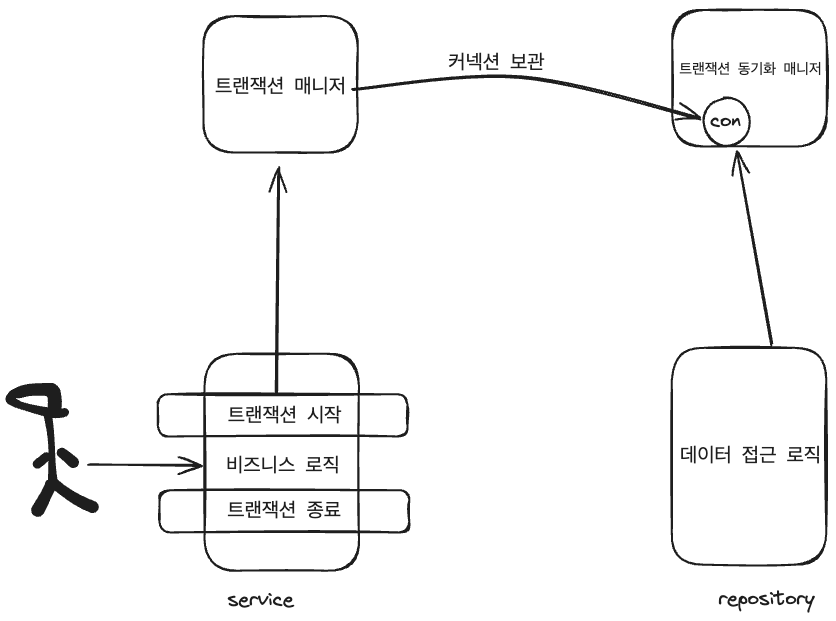 커넥션 보관
트랜잭션 매니저
트랜잭션 동기화 매니저
con
트랜잭션 시작
비즈니스 로직
트랜잭션 종료
데이터 접근 로직
service
repository